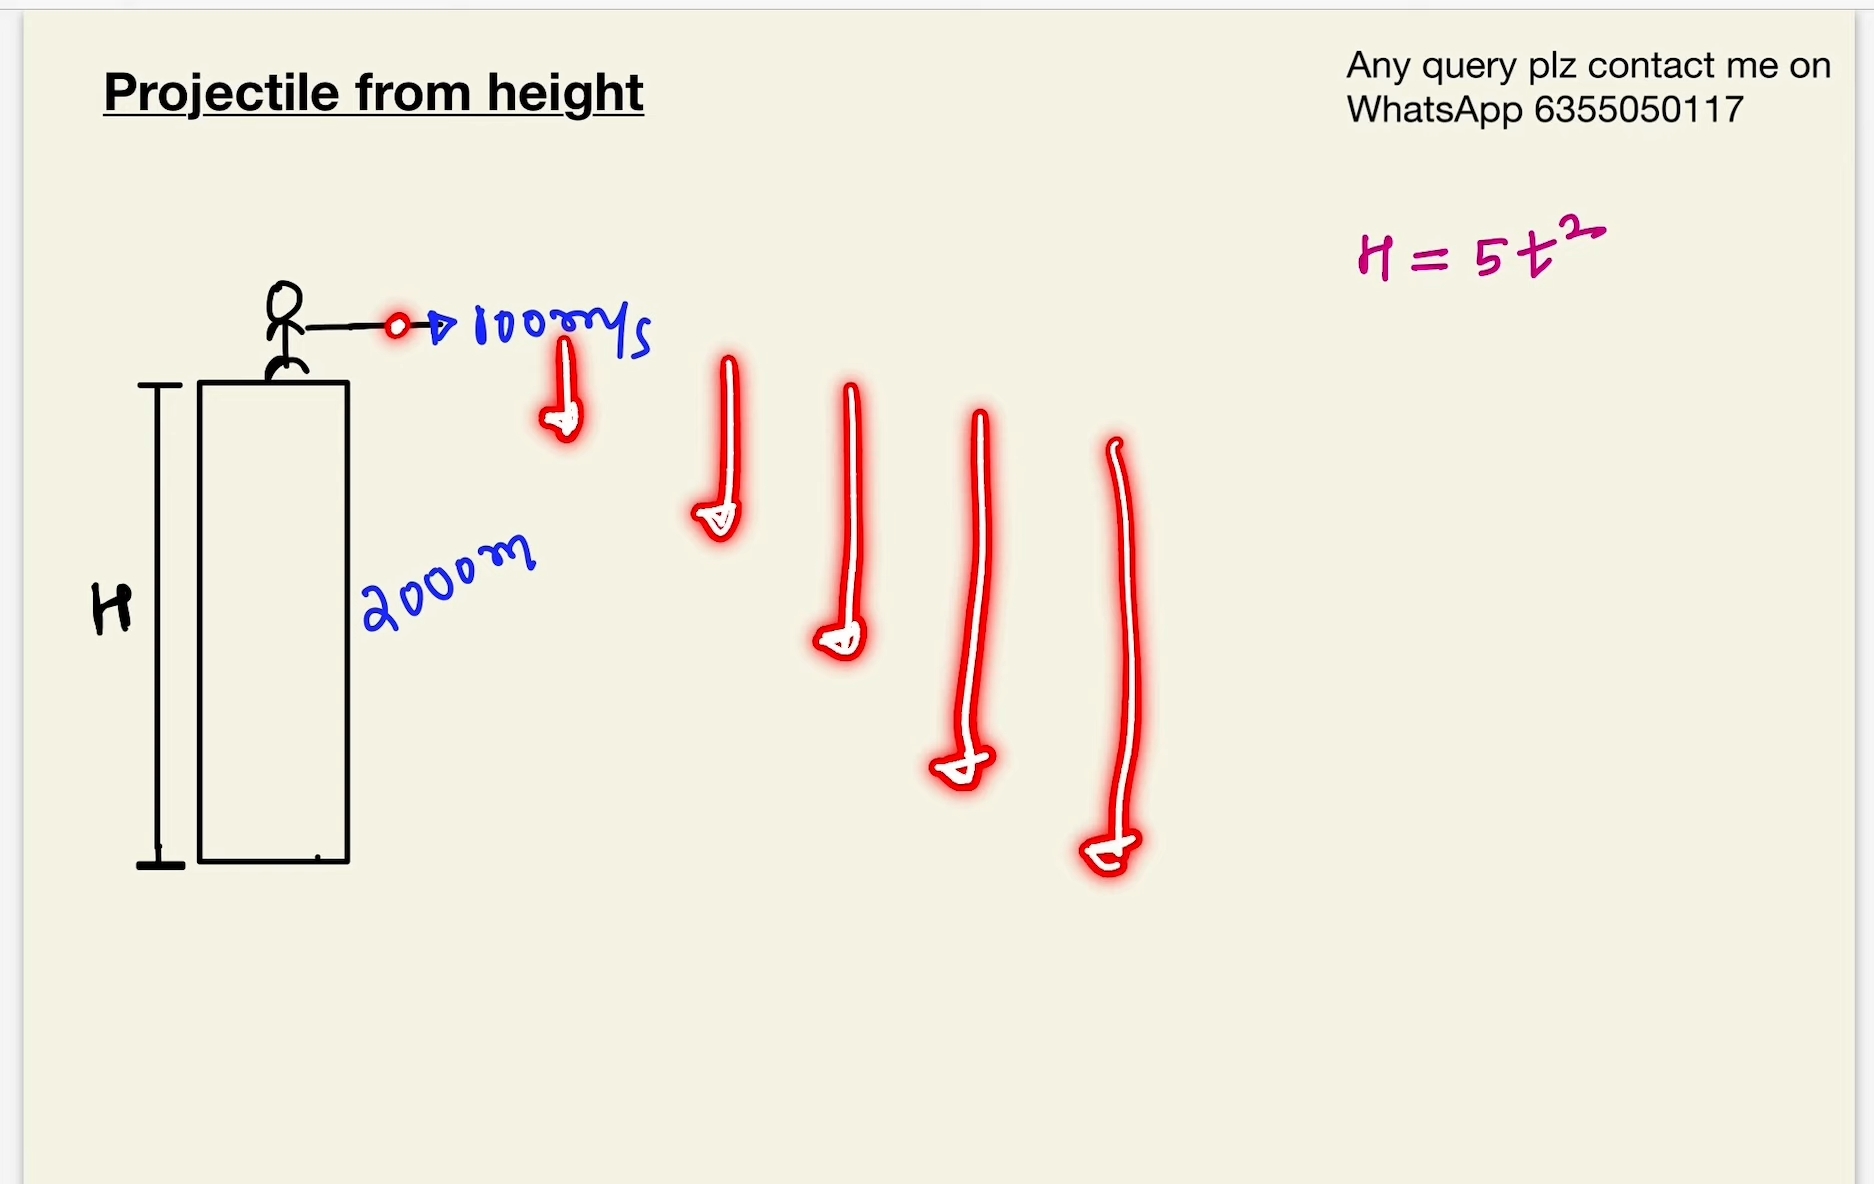 Projectile from height
Any query plz contact me on
WhatsApp 6355050117
H = 5t²
100m/s
H
2000m